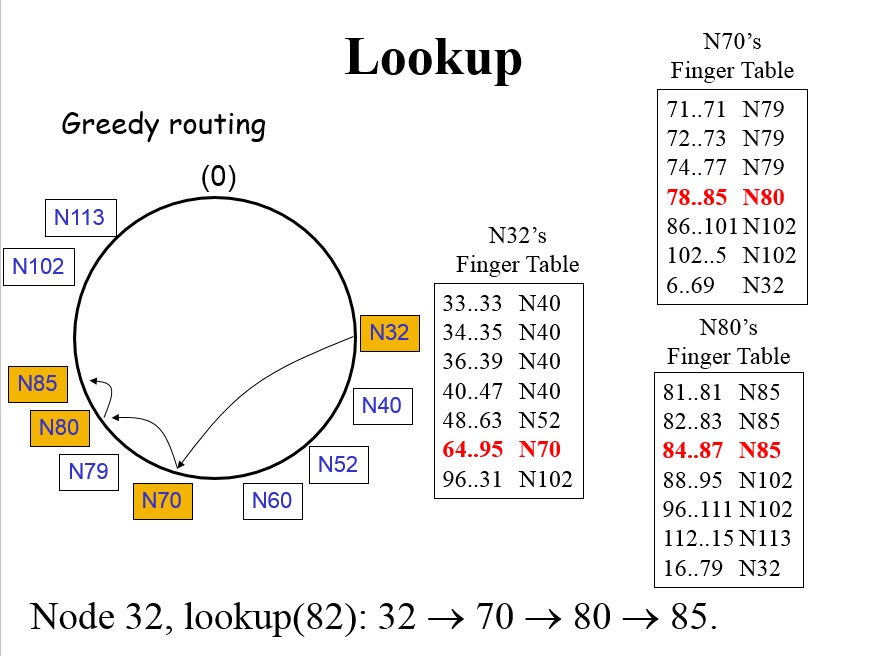 Lookup
Greedy routing
(0)
N113
N102
N85
N80
N79
N70
N60
N52
N40
N32
N32’s
Finger Table
33..33 N40
34..35 N40
36..39 N40
40..47 N40
48..63 N52
64..95 N70
96..31 N102
N70’s
Finger Table
71..71 N79
72..73 N79
74..77 N79
78..85 N80
86..101 N102
102..5 N102
6..69 N32
N80’s
Finger Table
81..81 N85
82..83 N85
84..87 N85
88..95 N102
96..111 N102
112..15 N113
16..79 N32
Node 32, lookup(82): 32 → 70 → 80 → 85.